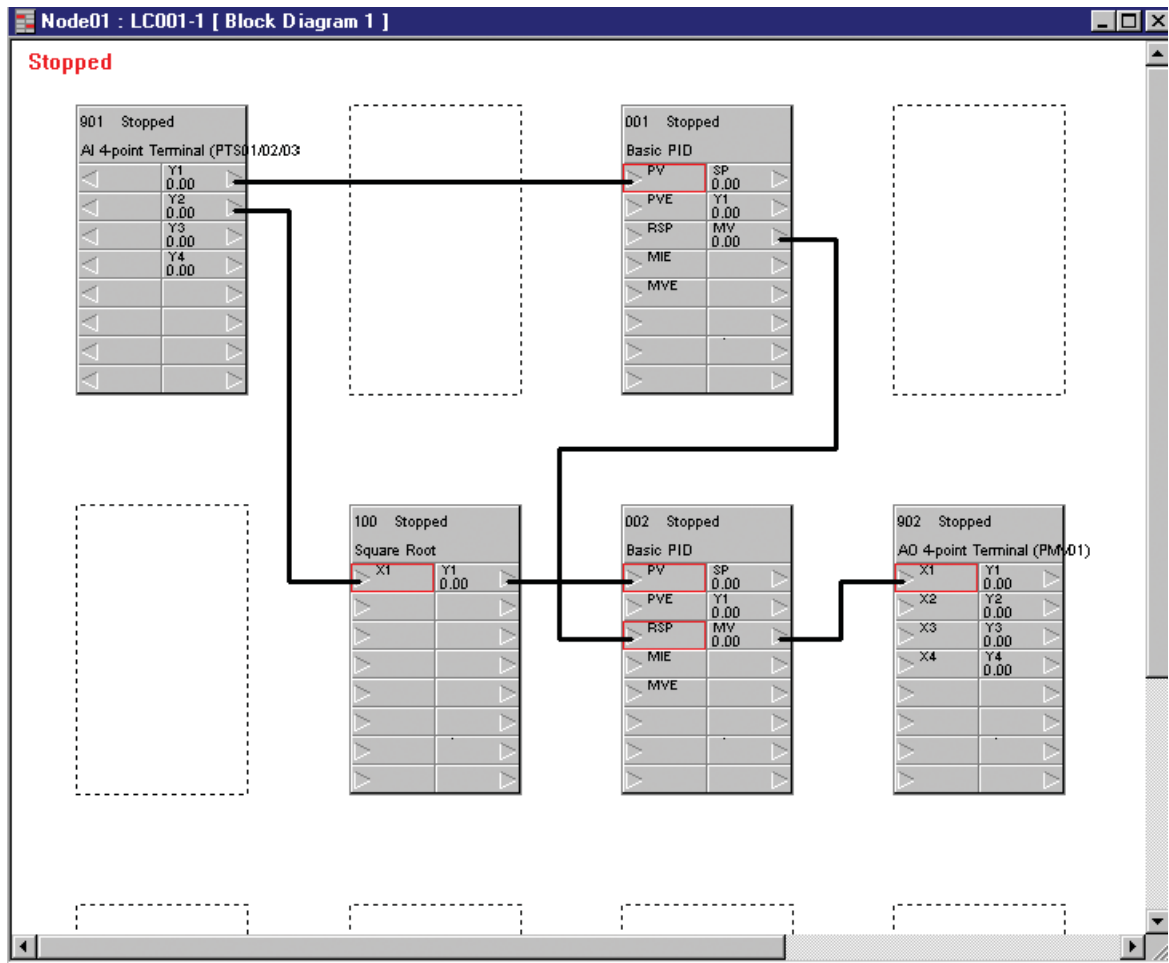 Node01 : LC001-1 [ Block Diagram 1 ]
Stopped
901 Stopped
AI 4-point Terminal (PTS01/02/03
Y1
0.00
Y2
0.00
Y3
0.00
Y4
0.00
001 Stopped
Basic PID
PV SP
0.00
PVE Y1
0.00
RSP MV
0.00
MIE
MVE
100 Stopped
Square Root
X1 Y1
0.00
002 Stopped
Basic PID
PV SP
0.00
PVE Y1
0.00
RSP MV
0.00
MIE
MVE
902 Stopped
AO 4-point Terminal (PMV01)
X1 Y1
0.00
X2 Y2
0.00
X3 Y3
0.00
X4 Y4
0.00